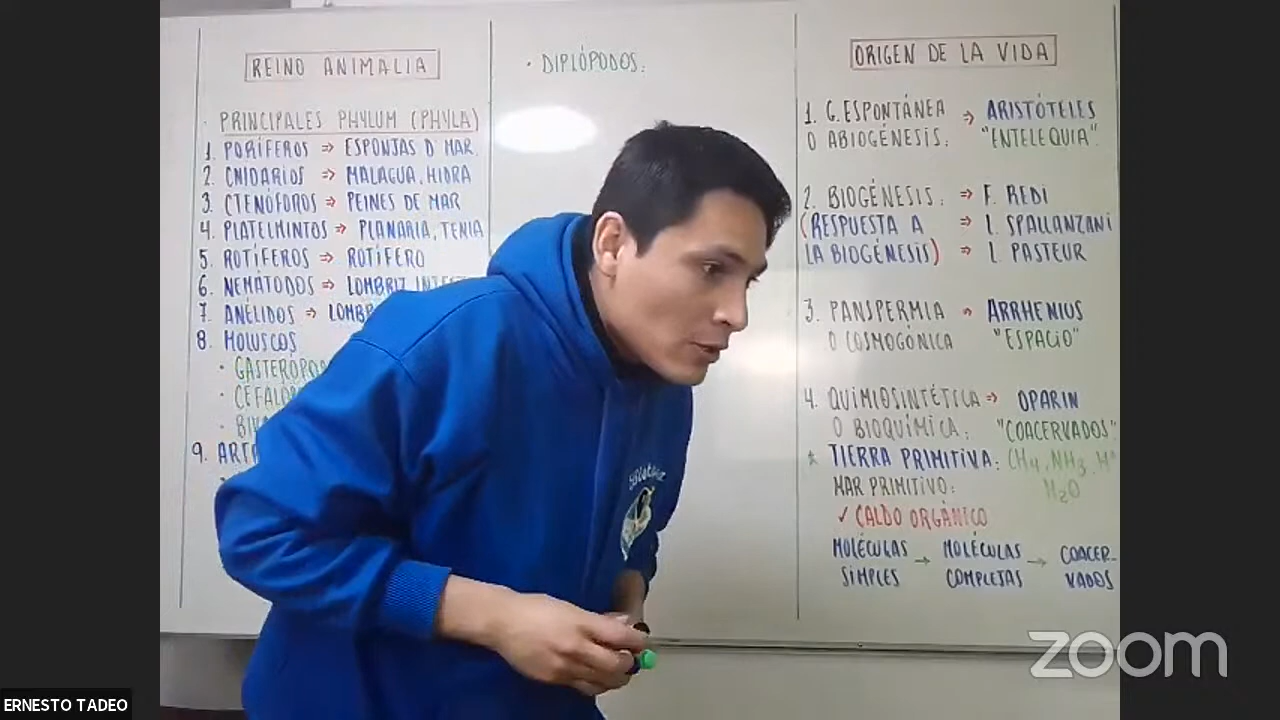 REINO ANIMALIA
· PRINCIPALES PHYLUM (PHYLA)
1. PORÍFEROS ⇒ ESPONJAS D' MAR.
2. CNIDARIOS ⇒ MALAGUA, HIDRA
3. CTENÓFOROS ⇒ PEINES DE MAR
4. PLATELMINTOS ⇒ PLANARIA, TENIA
5. ROTÍFEROS ⇒ ROTÍFERO
6. NEMÁTODOS ⇒ LOMBRIZ
7. ANÉLIDOS ⇒
8. MOLUSCOS
9.
· DIPLÓPODOS:
ORIGEN DE LA VIDA
1. G. ESPONTÁNEA ⇒ ARISTÓTELES
O ABIOGÉNESIS: "ENTELEQUIA".
2. BIOGÉNESIS: ⇒ F. REDI
(RESPUESTA A ⇒ L. SPALLANZANI
LA BIOGÉNESIS) ⇒ L. PASTEUR
3. PANSPERMIA ⇒ ARRHENIUS
O COSMOGÓNICA "ESPACIO"
4. QUIMIOSINTÉTICA ⇒ OPARIN
O BIOQUÍMICA: "COACERVADOS"
* TIERRA PRIMITIVA: CH4, NH3, H
MAR PRIMITIVO: H2O
✓ CALDO ORGÁNICO
MOLÉCULAS → MOLÉCULAS → COACER-
SIMPLES COMPLEJAS VADOS
zoom
ERNESTO TADEO